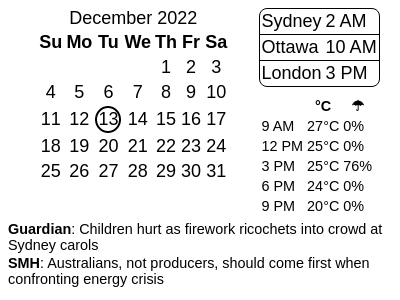 December 2022
Su Mo Tu We Th Fr Sa
1 2 3
4 5 6 7 8 9 10
11 12 13 14 15 16 17
18 19 20 21 22 23 24
25 26 27 28 29 30 31
Sydney 2 AM
Ottawa 10 AM
London 3 PM
°C ☂
9 AM 27°C 0%
12 PM 25°C 0%
3 PM 25°C 76%
6 PM 24°C 0%
9 PM 20°C 0%
Guardian: Children hurt as firework ricochets into crowd at
Sydney carols
SMH: Australians, not producers, should come first when
confronting energy crisis